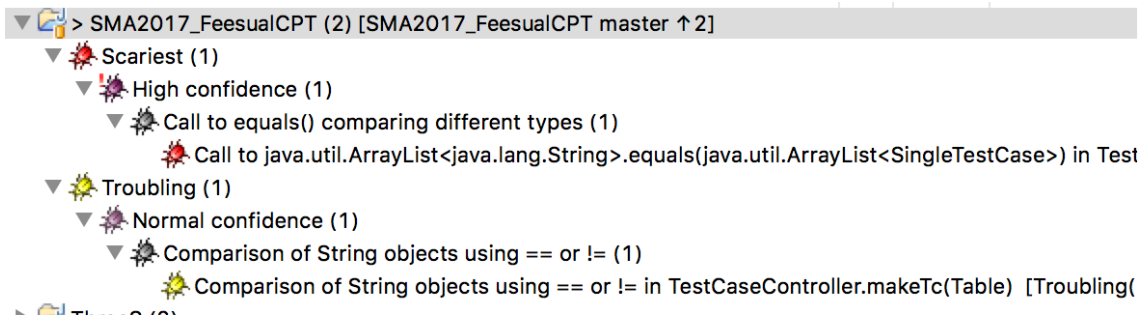 > SMA2017_FeesualCPT (2) [SMA2017_FeesualCPT master ↑2]
Scariest (1)
High confidence (1)
Call to equals() comparing different types (1)
Call to java.util.ArrayList<java.lang.String>.equals(java.util.ArrayList<SingleTestCase>) in Test
Troubling (1)
Normal confidence (1)
Comparison of String objects using == or != (1)
Comparison of String objects using == or != in TestCaseController.makeTc(Table) [Troubling(